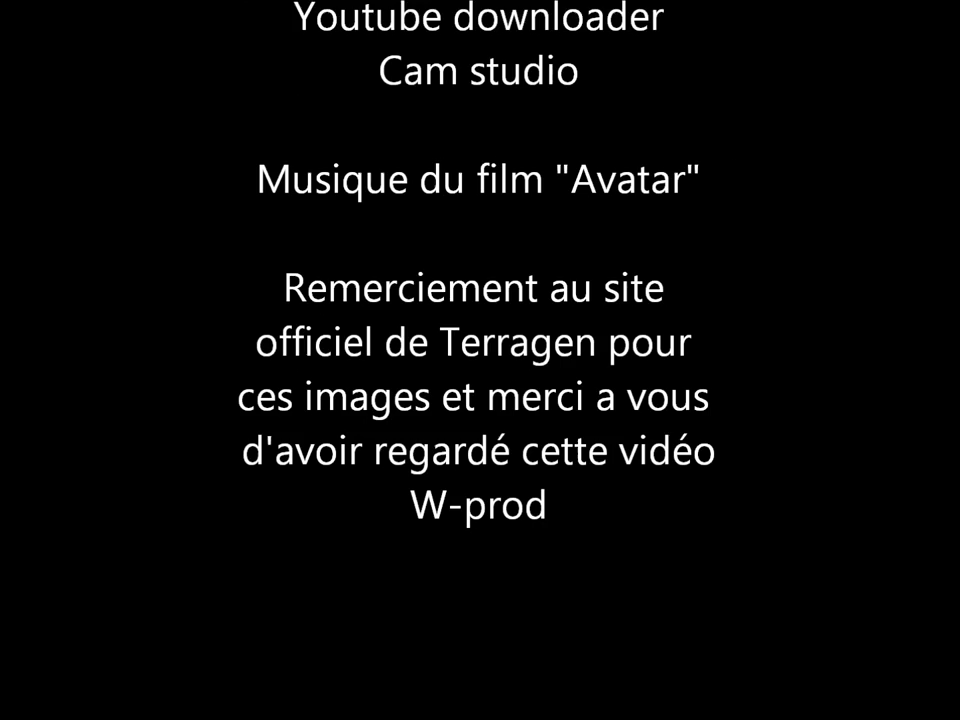 Youtube downloader
Cam studio
Musique du film "Avatar"
Remerciement au site
officiel de Terragen pour
ces images et merci a vous
d'avoir regardé cette vidéo
W-prod